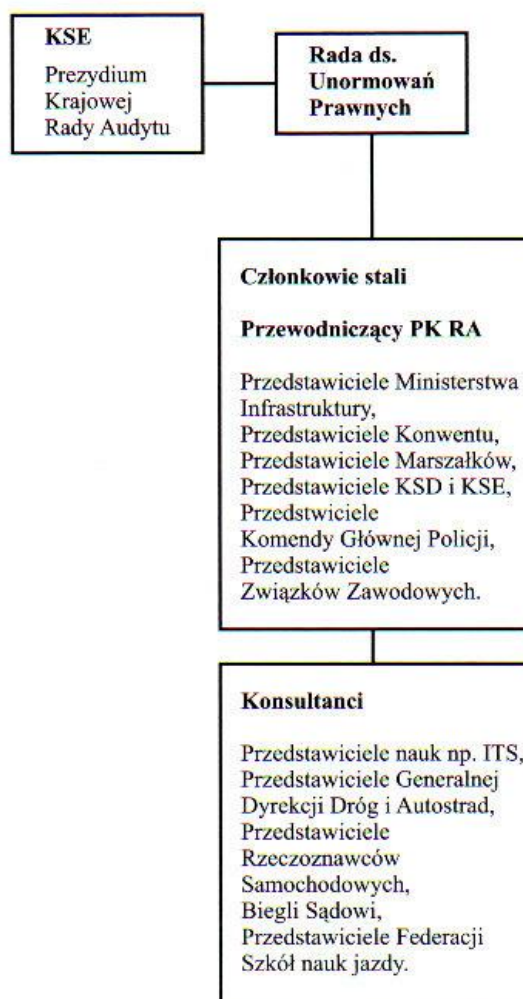 KSE
Prezydium
Krajowej
Rady Audytu
Rada ds.
Unormowań
Prawnych
Członkowie stali
Przewodniczący PK RA
Przedstawiciele Ministerstwa
Infrastruktury,
Przedstawiciele Konwentu,
Przedstawiciele Marszałków,
Przedstawiciele KSD i KSE,
Przedstwiciele
Komendy Głównej Policji,
Przedstawiciele
Związków Zawodowych.
Konsultanci
Przedstawiciele nauk np. ITS,
Przedstawiciele Generalnej
Dyrekcji Dróg i Autostrad,
Przedstawiciele
Rzeczoznawców
Samochodowych,
Biegli Sądowi,
Przedstawiciele Federacji
Szkół nauk jazdy.